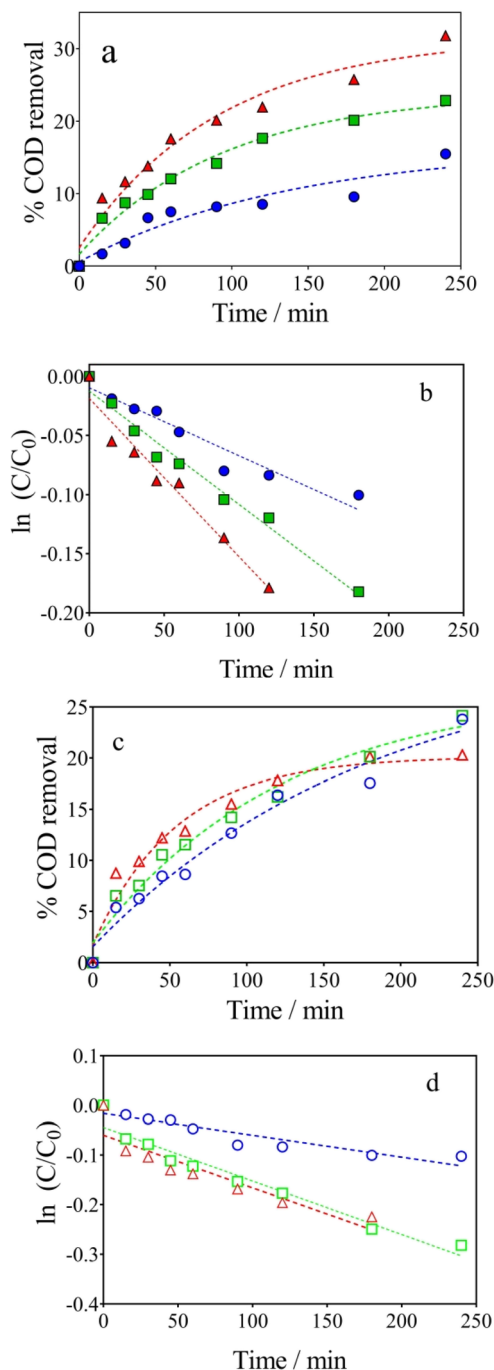 a
30
20
10
0
% COD removal
0 50 100 150 200 250
Time / min
b
0.00
-0.05
-0.10
-0.15
-0.20
ln (C/C0)
0 50 100 150 200 250
Time / min
c
25
20
15
10
5
0
% COD removal
0 50 100 150 200 250
Time / min
d
0.1
0.0
-0.1
-0.2
-0.3
-0.4
ln (C/C0)
0 50 100 150 200 250
Time / min